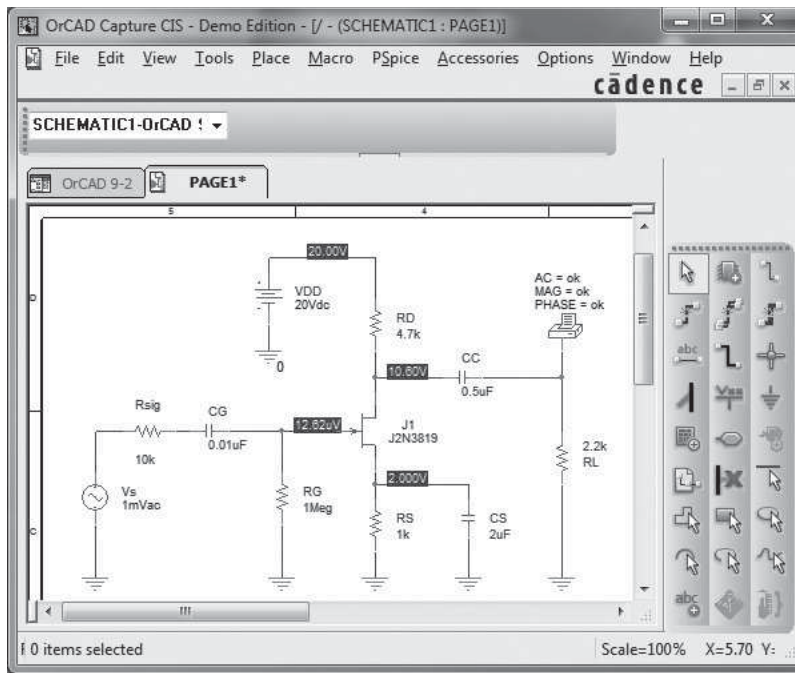 OrCAD Capture CIS - Demo Edition - [/ - (SCHEMATIC1 : PAGE1)]
File Edit View Tools Place Macro PSpice Accessories Options Window Help
cādence
SCHEMATIC1-OrCAD
OrCAD 9-2 PAGE1*
5 4
20.00V
VDD
20Vdc
0
RD
4.7k
AC = ok
MAG = ok
PHASE = ok
10.60V
CC
0.5uF
Rsig
10k
CG
0.01uF
12.62uV
J1
J2N3819
2.2k
RL
Vs
1mVac
RG
1Meg
2.000V
RS
1k
CS
2uF
D
C
abc
abc
0 items selected Scale=100% X=5.70 Y: